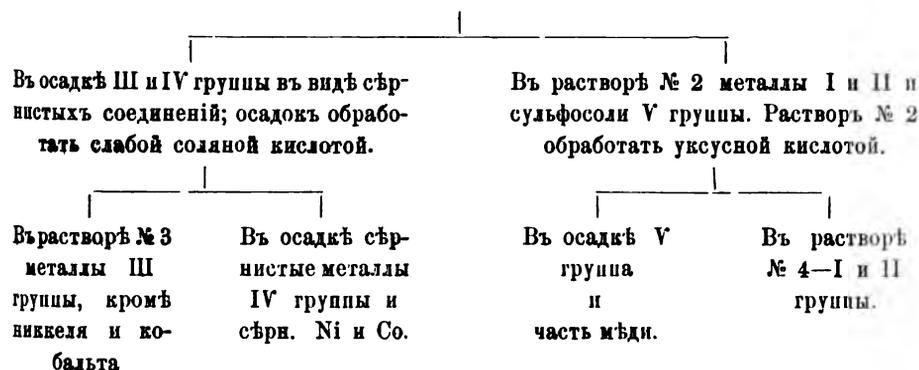 Въ осадкѣ III и IV группы въ видѣ сѣр-
нистыхъ соединеній; осадокъ обрабо-
тать слабой соляной кислотой.
Въ растворѣ № 2 металлы I и II и
сульфосоли V группы. Растворъ № 2
обработать уксусной кислотой.
Въ растворѣ № 3
металлы III
группы, кромѣ
никкеля и ко-
бальта
Въ осадкѣ сѣр-
нистые металлы
IV группы и
сѣрн. Ni и Co.
Въ осадкѣ V
группа
и
часть мѣди.
Въ растворѣ
№ 4—I и II
группы.